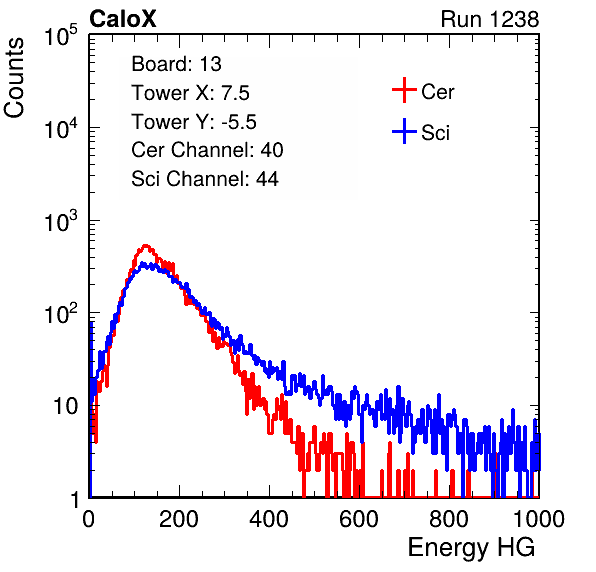 CaloX Run 1238
Board: 13
Tower X: 7.5
Tower Y: -5.5
Cer Channel: 40
Sci Channel: 44
Cer
Sci
Counts
10^5
10^4
10^3
10^2
10
1
0 200 400 600 800 1000
Energy HG